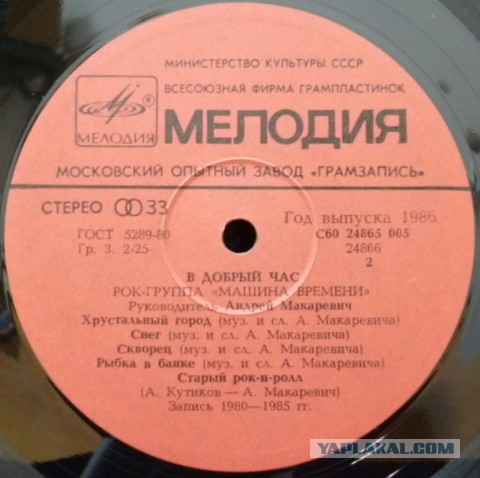 МИНИСТЕРСТВО КУЛЬТУРЫ СССР
ВСЕСОЮЗНАЯ ФИРМА ГРАМПЛАСТИНОК
® МЕЛОДИЯ
МЕЛОДИЯ
МОСКОВСКИЙ ОПЫТНЫЙ ЗАВОД «ГРАМЗАПИСЬ»
СТЕРЕО 33
Год выпуска 1986
ГОСТ 5289-80
С60 24865 005
Гр. 3. 2-25-
24866
2
В ДОБРЫЙ ЧАС
РОК-ГРУППА «МАШИНА ВРЕМЕНИ»
Руководитель Андрей Макаревич
Хрустальный город (муз. и сл. А. Макаревича)
Снег (муз. и сл. А. Макаревича)
Скворец (муз. и сл. А. Макаревича)
Рыбка в банке (муз. и сл. А. Макаревича)
Старый рок-н-ролл
(А. Кутиков — А. Макаревич)
Запись 1980—1985 гг.
YAPLAKAL.COM